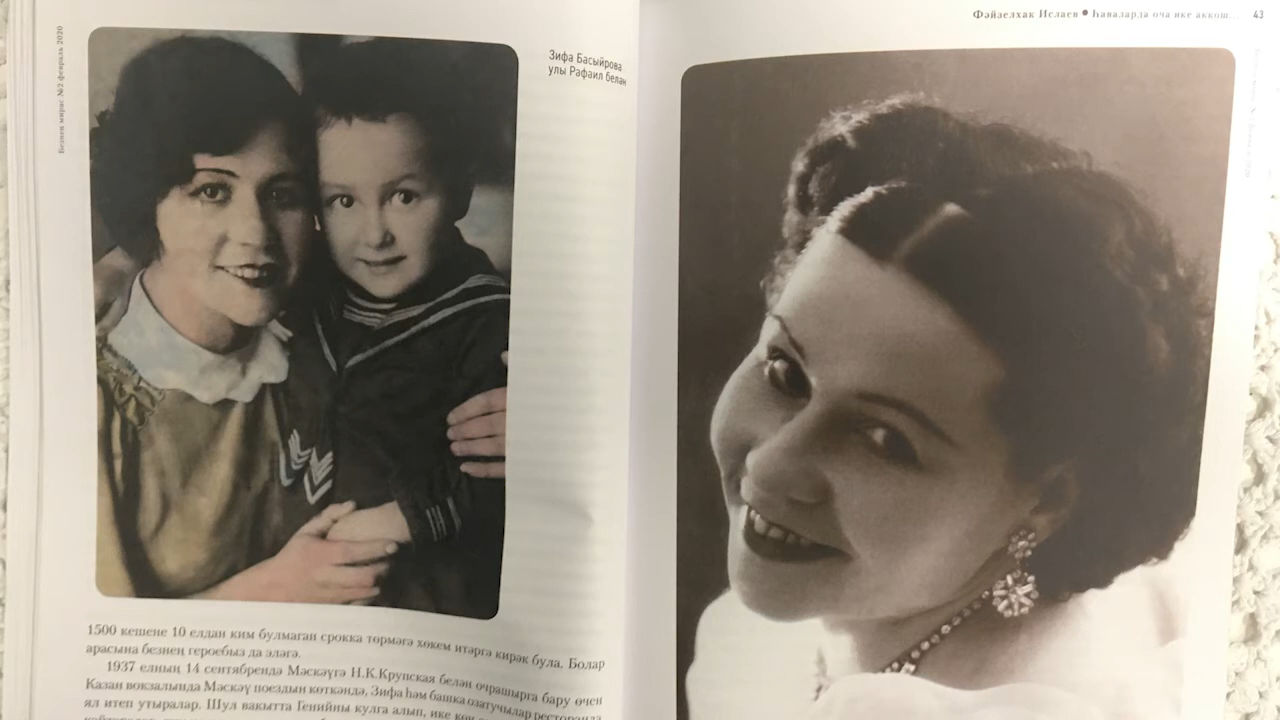 Безнең мирас №2 февраль 2020
Зифа Басыйрова
улы Рафаил белән
1500 кешене 10 елдан ким булмаган срокка төрмәгә хөкем итәргә кирәк була. Болар
арасына безнең героебыз да эләгә.
1937 елның 14 сентябрендә Мәскәүгә Н.К.Крупская белән очрашырга бару өчен
Казан вокзалында Мәскәү поездын көткәндә, Зифа һәм башка озатучылар ресторанда
ял итеп утыралар. Шул вакытта Генийны кулга алып, ике көн
Фәйзелхак Ислаев • Һаваларда оча ике аккош... 43